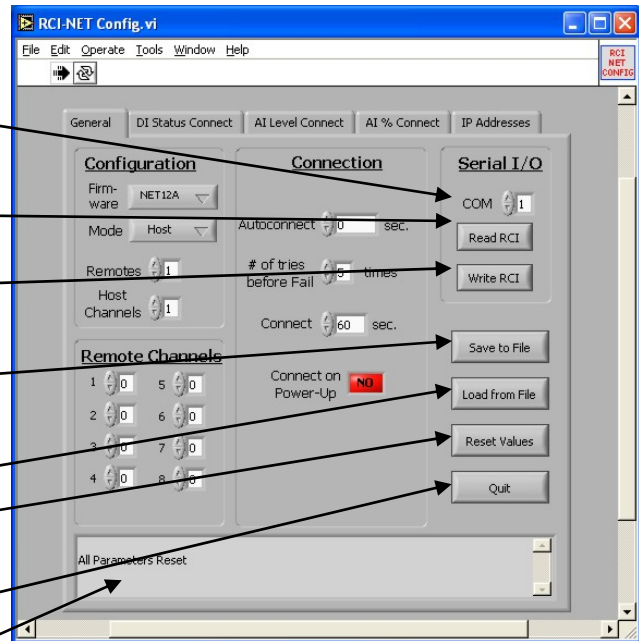 RCI-NET Config.vi
File Edit Operate Tools Window Help
RCI
NET
CONFIG
General DI Status Connect AI Level Connect AI % Connect IP Addresses
Configuration
Firm-
ware NET12A
Mode Host
Remotes 1
Host
Channels 1
Remote Channels
1 0 5 0
2 0 6 0
3 0 7 0
4 0 8 0
Connection
Autoconnect 0 sec.
# of tries
before Fail 5 times
Connect 60 sec.
Connect on
Power-Up NO
Serial I/O
COM 1
Read RCI
Write RCI
Save to File
Load from File
Reset Values
Quit
All Parameters Reset